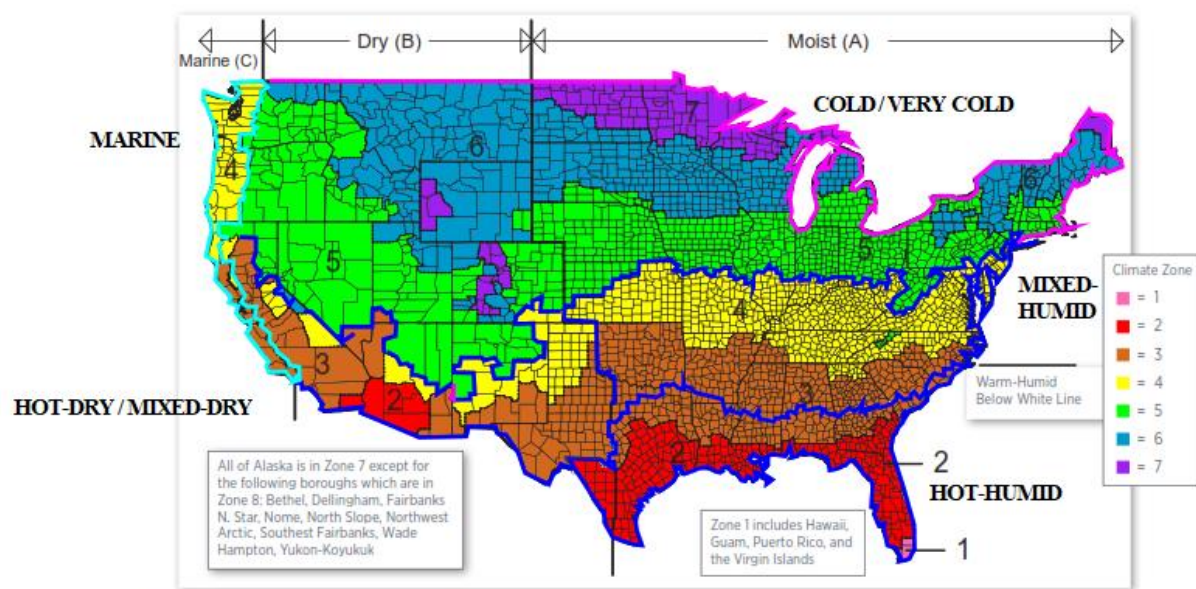 Marine (C)
Dry (B)
Moist (A)
MARINE
COLD / VERY COLD
7
6
6
4
5
5
MIXED-
HUMID
4
3
3
2
2
HOT-DRY / MIXED-DRY
Climate Zone
= 1
= 2
= 3
= 4
= 5
= 6
= 7
Warm-Humid
Below White Line
2
HOT-HUMID
1
All of Alaska is in Zone 7 except for
the following boroughs which are in
Zone 8: Bethel, Dellingham, Fairbanks
N. Star, Nome, North Slope, Northwest
Arctic, Southest Fairbanks, Wade
Hampton, Yukon-Koyukuk
Zone 1 includes Hawaii,
Guam, Puerto Rico, and
the Virgin Islands